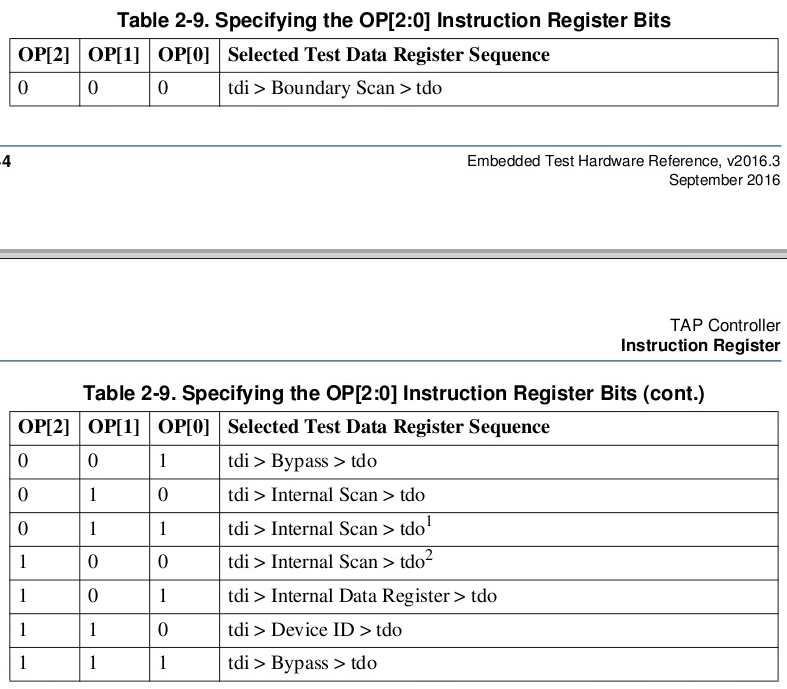 Table 2-9. Specifying the OP[2:0] Instruction Register Bits
OP[2] OP[1] OP[0] Selected Test Data Register Sequence
0 0 0 tdi > Boundary Scan > tdo
4 Embedded Test Hardware Reference, v2016.3
September 2016
TAP Controller
Instruction Register
Table 2-9. Specifying the OP[2:0] Instruction Register Bits (cont.)
OP[2] OP[1] OP[0] Selected Test Data Register Sequence
0 0 1 tdi > Bypass > tdo
0 1 0 tdi > Internal Scan > tdo
0 1 1 tdi > Internal Scan > tdo1
1 0 0 tdi > Internal Scan > tdo2
1 0 1 tdi > Internal Data Register > tdo
1 1 0 tdi > Device ID > tdo
1 1 1 tdi > Bypass > tdo